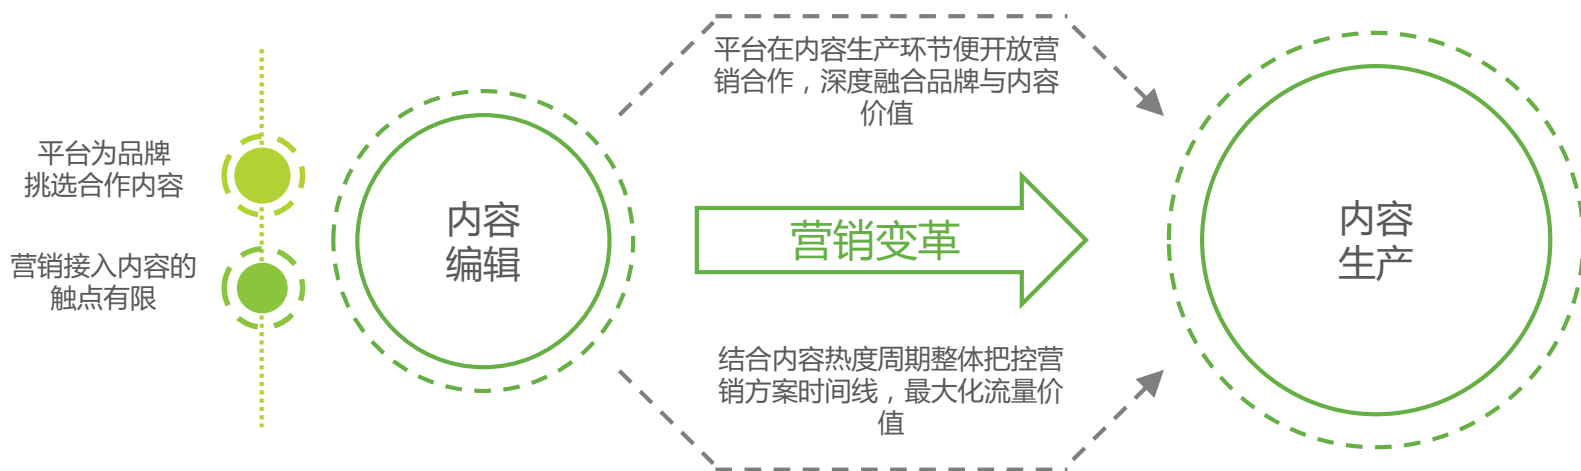 平台为品牌
挑选合作内容
营销接入内容的
触点有限
内容
编辑
平台在内容生产环节便开放营
销合作，深度融合品牌与内容
价值
营销变革
结合内容热度周期整体把控营
销方案时间线，最大化流量价
值
内容
生产